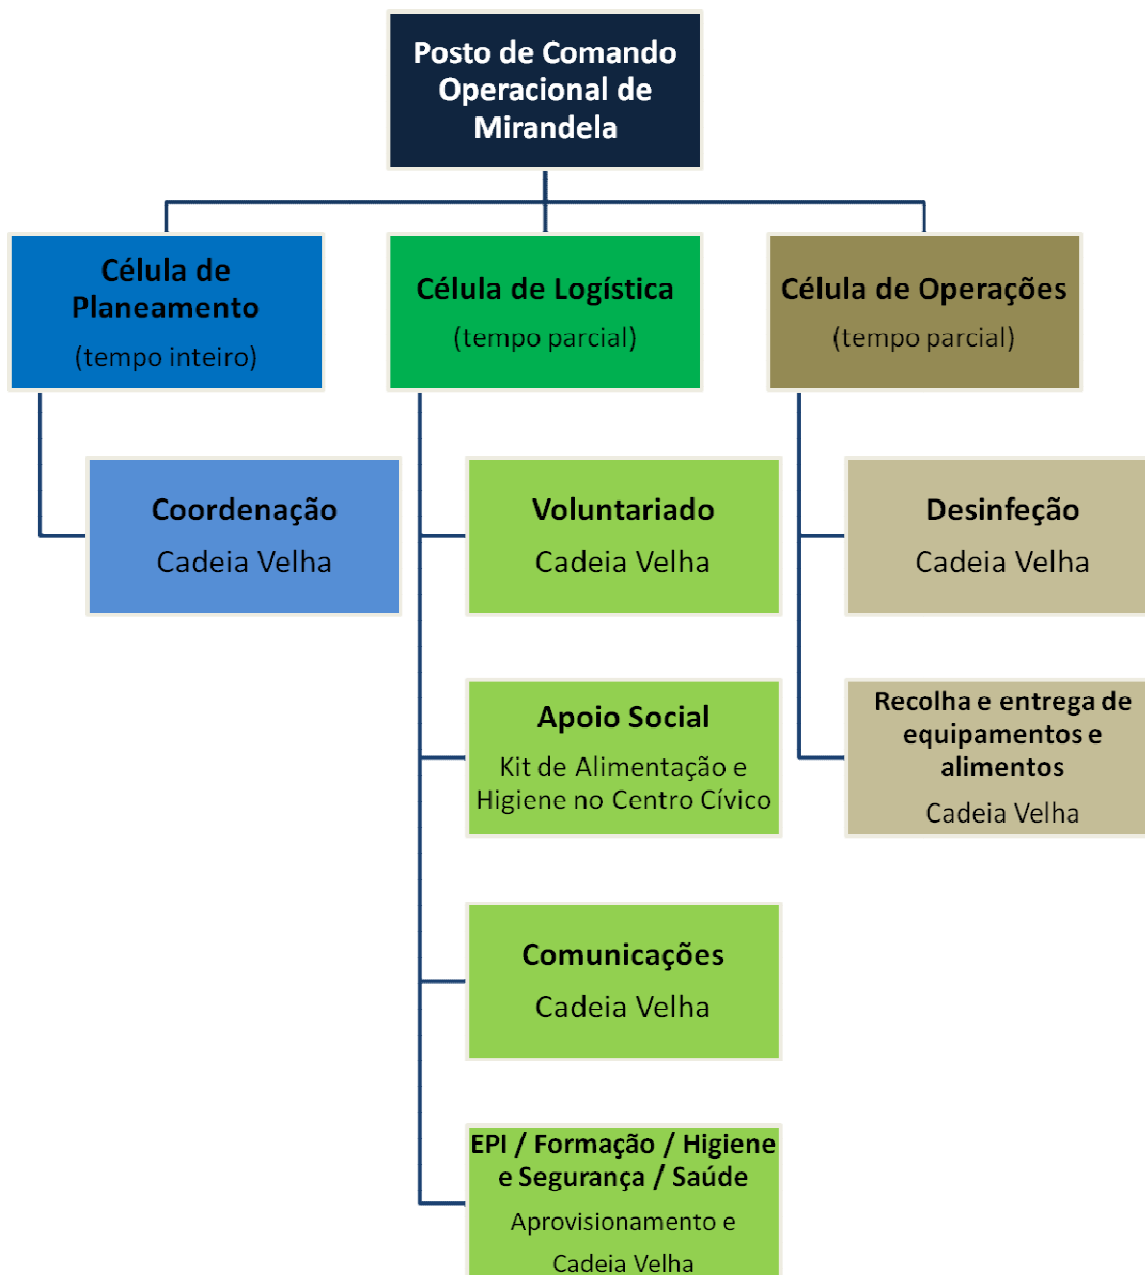 Posto de Comando
Operacional de
Mirandela
Célula de
Planeamento
(tempo inteiro)
Célula de Logística
(tempo parcial)
Célula de Operações
(tempo parcial)
Coordenação
Cadeia Velha
Voluntariado
Cadeia Velha
Desinfeção
Cadeia Velha
Apoio Social
Kit de Alimentação e
Higiene no Centro Cívico
Recolha e entrega de
equipamentos e
alimentos
Cadeia Velha
Comunicações
Cadeia Velha
EPI / Formação / Higiene
e Segurança / Saúde
Aprovisionamento e
Cadeia Velha